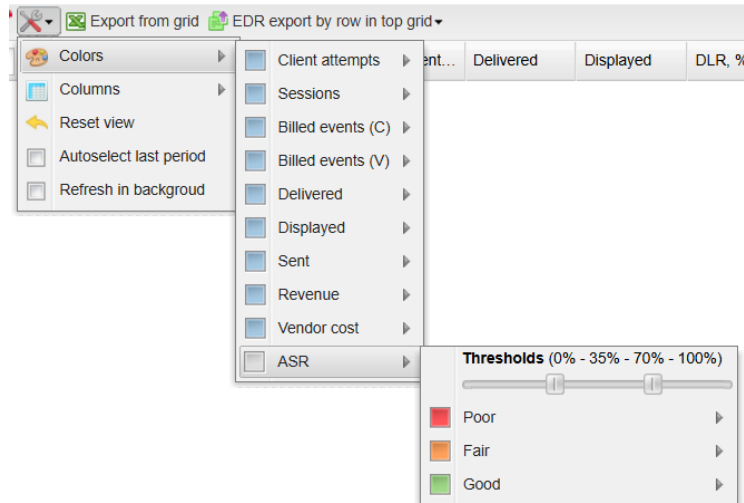 Export from grid EDR export by row in top grid
Colors
Columns
Reset view
Autoselect last period
Refresh in backgroud
Client attempts
Sessions
Billed events (C)
Billed events (V)
Delivered
Displayed
Sent
Revenue
Vendor cost
ASR
ent... Delivered Displayed DLR, %
Thresholds (0% - 35% - 70% - 100%)
Poor
Fair
Good